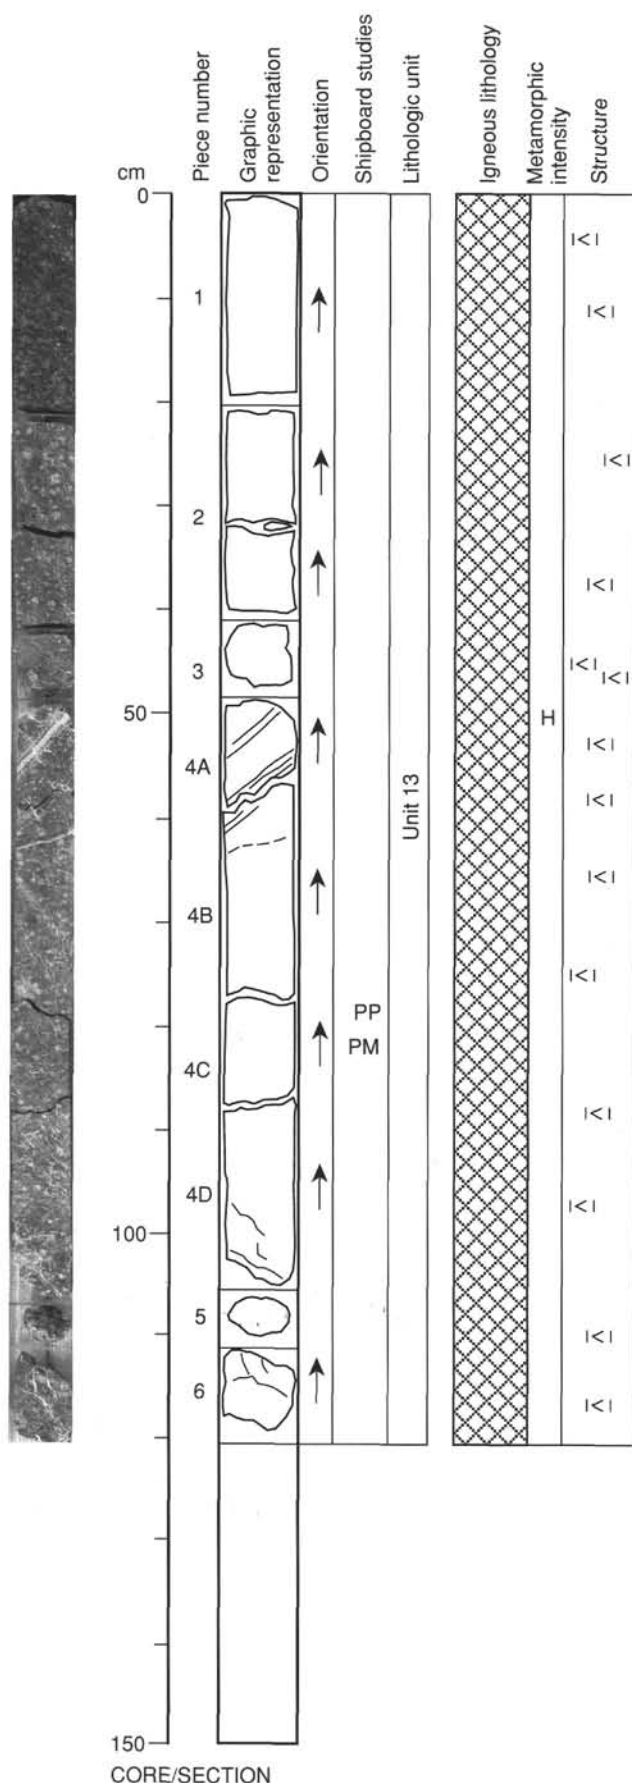 cm
Piece number
Graphic
representation
Orientation
Shipboard studies
Lithologic unit
Igneous lithology
Metamorphic
intensity
Structure
0
1
2
3
50
H
4A
Unit 13
4B
PP
PM
4C
4D
100
5
6
150
CORE/SECTION